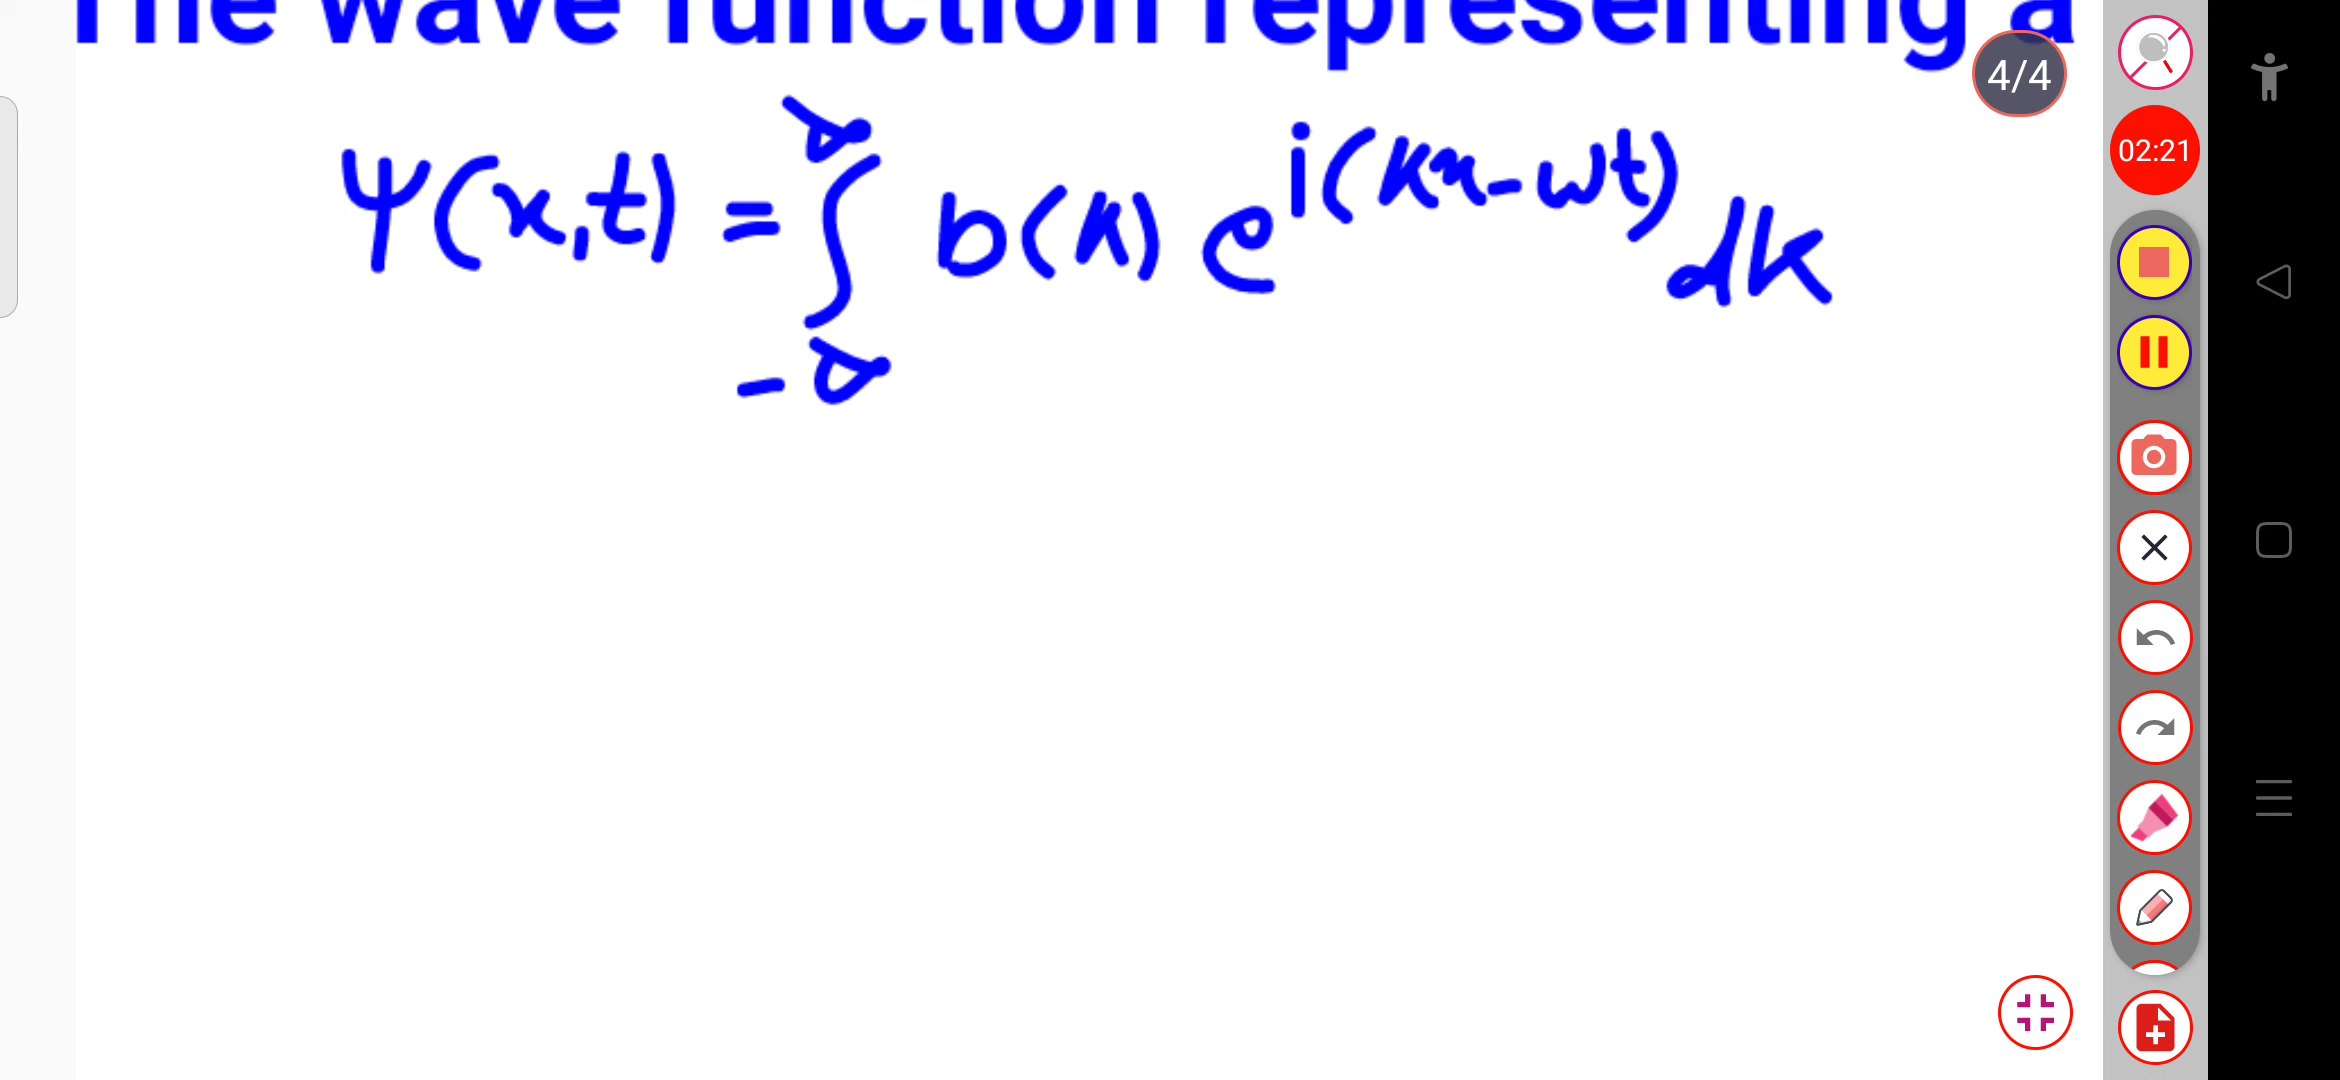 The wave function representing a
4/4
ψ(x,t) = ∫_{-∞}^{∞} b(k) e^{i(kx-ωt)} dk
02:21